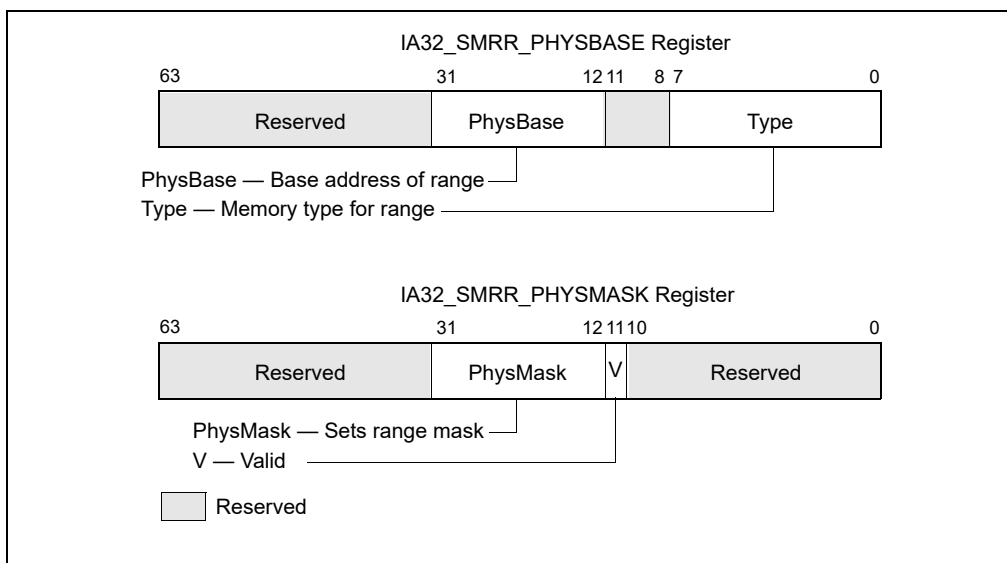 IA32_SMRR_PHYSBASE Register
63 31 12 11 8 7 0
Reserved PhysBase Type
PhysBase — Base address of range
Type — Memory type for range
IA32_SMRR_PHYSMASK Register
63 31 12 11 10 0
Reserved PhysMask V Reserved
PhysMask — Sets range mask
V — Valid
Reserved